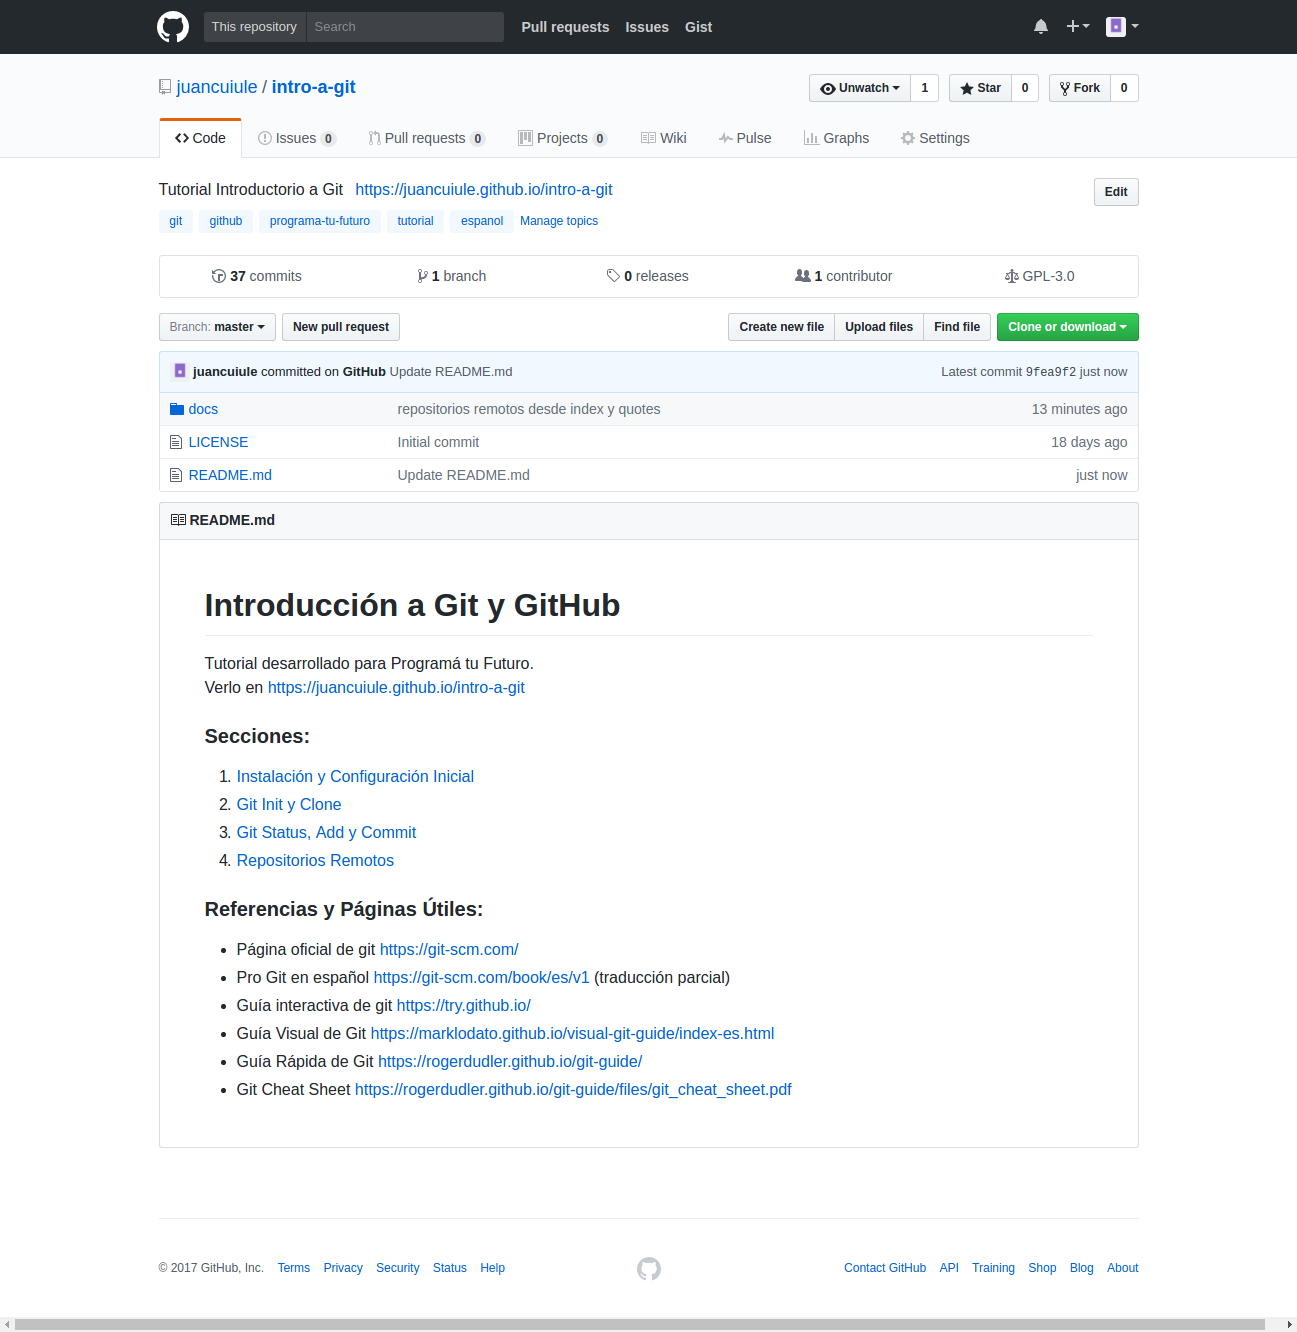 This repository Search Pull requests Issues Gist
juancuiule / intro-a-git Unwatch 1 Star 0 Fork 0
Code Issues 0 Pull requests 0 Projects 0 Wiki Pulse Graphs Settings
Tutorial Introductorio a Git https://juancuiule.github.io/intro-a-git Edit
git github programa-tu-futuro tutorial espanol Manage topics
37 commits 1 branch 0 releases 1 contributor GPL-3.0
Branch: master New pull request Create new file Upload files Find file Clone or download
juancuiule committed on GitHub Update README.md Latest commit 9fea9f2 just now
docs repositorios remotos desde index y quotes 13 minutes ago
LICENSE Initial commit 18 days ago
README.md Update README.md just now
README.md
Introducción a Git y GitHub
Tutorial desarrollado para Programá tu Futuro.
Verlo en https://juancuiule.github.io/intro-a-git
Secciones:
1. Instalación y Configuración Inicial
2. Git Init y Clone
3. Git Status, Add y Commit
4. Repositorios Remotos
Referencias y Páginas Útiles:
• Página oficial de git https://git-scm.com/
• Pro Git en español https://git-scm.com/book/es/v1 (traducción parcial)
• Guía interactiva de git https://try.github.io/
• Guía Visual de Git https://marklodato.github.io/visual-git-guide/index-es.html
• Guía Rápida de Git https://rogerdudler.github.io/git-guide/
• Git Cheat Sheet https://rogerdudler.github.io/git-guide/files/git_cheat_sheet.pdf
© 2017 GitHub, Inc. Terms Privacy Security Status Help Contact GitHub API Training Shop Blog About